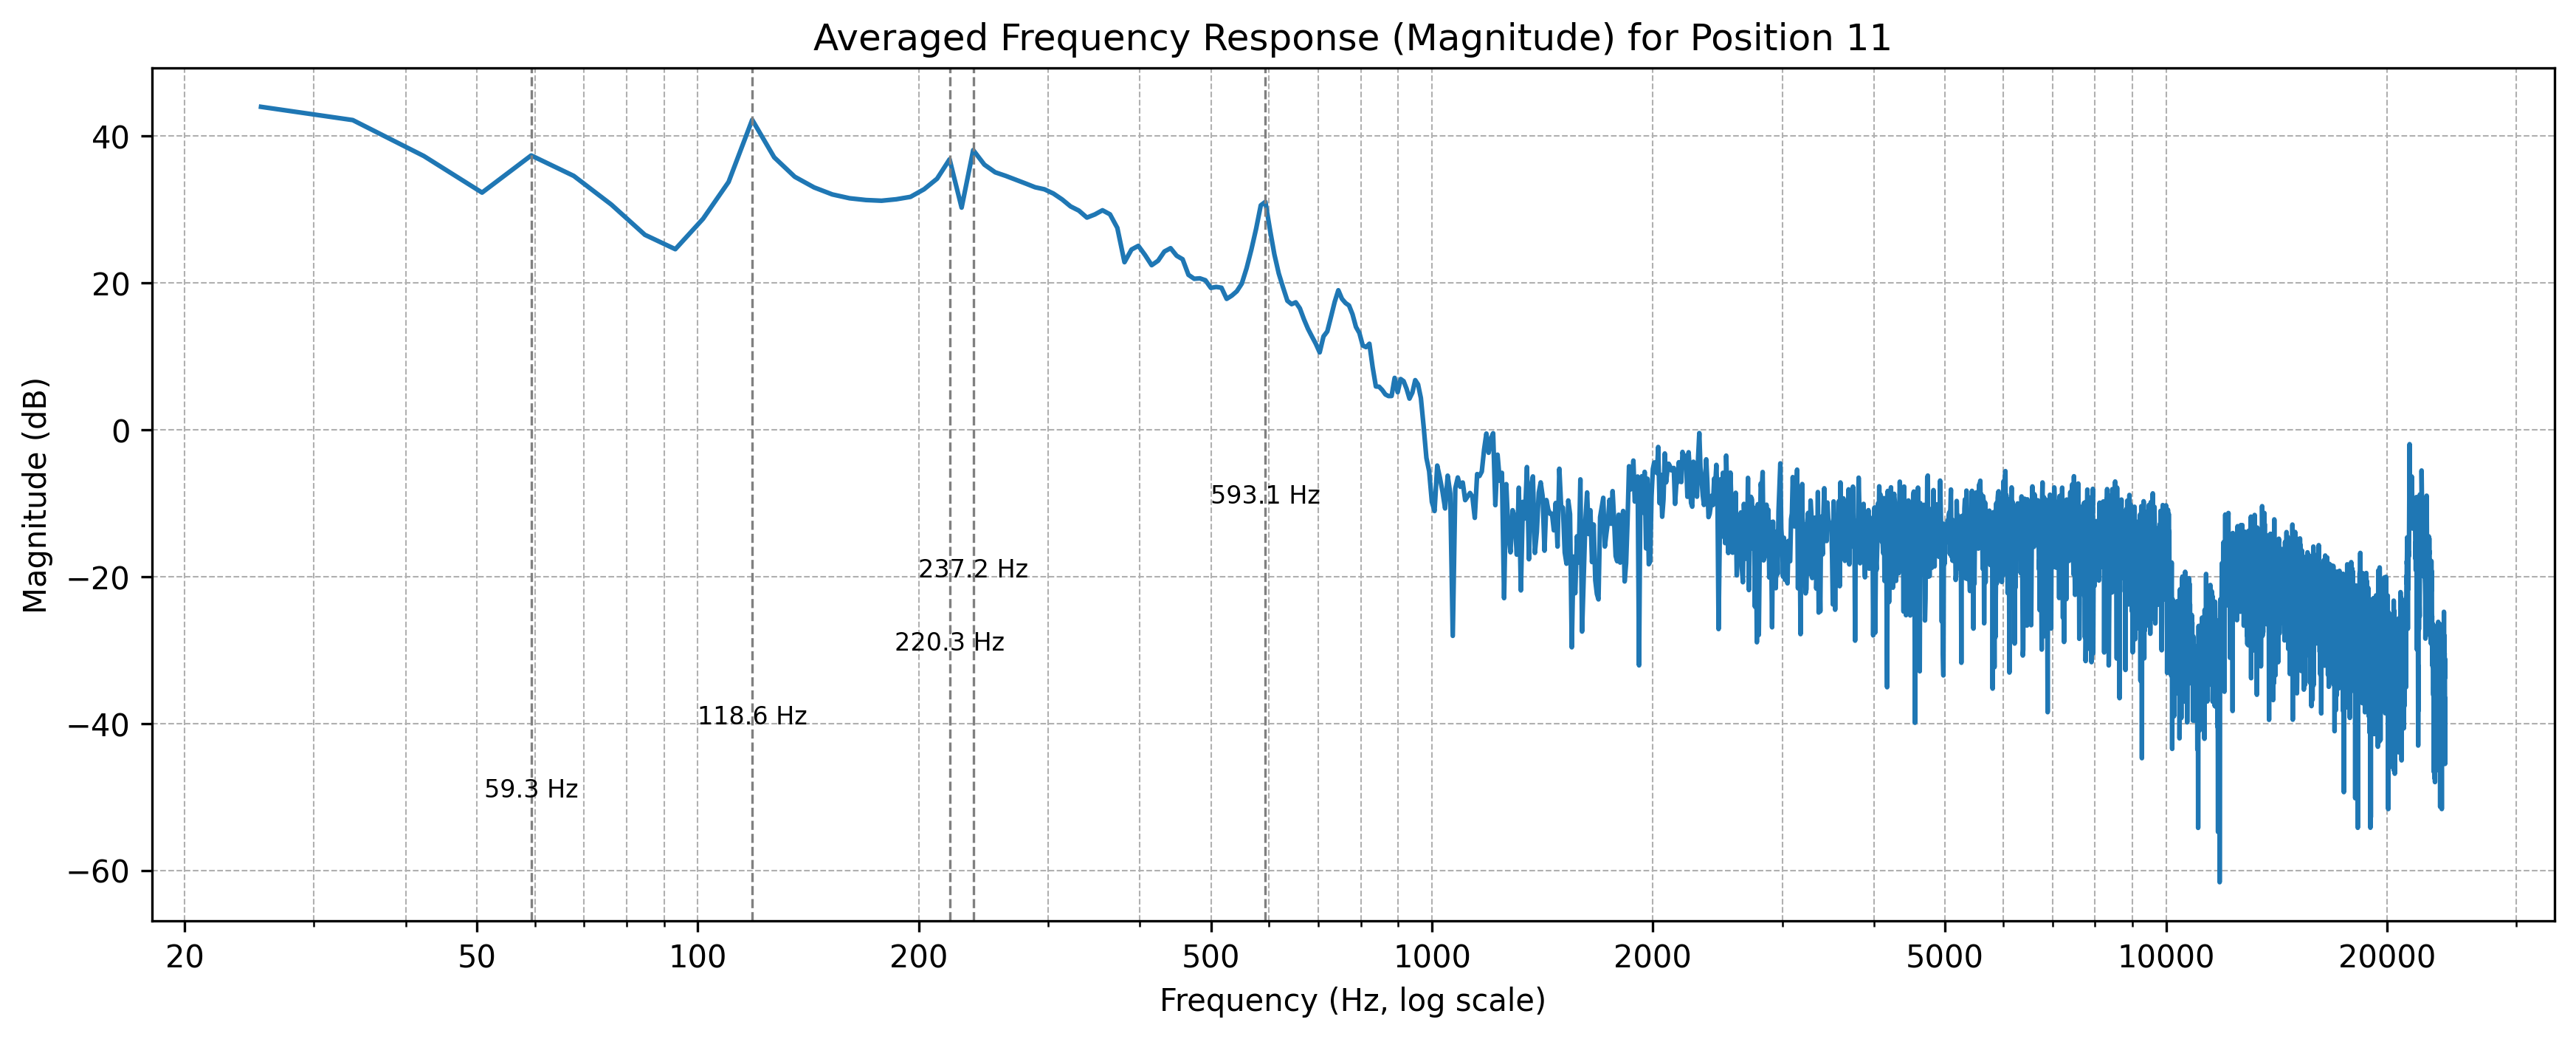 Averaged Frequency Response (Magnitude) for Position 11
Magnitude (dB)
40
20
0
−20
−40
−60
593.1 Hz
237.2 Hz
220.3 Hz
118.6 Hz
59.3 Hz
20 50 100 200 500 1000 2000 5000 10000 20000
Frequency (Hz, log scale)